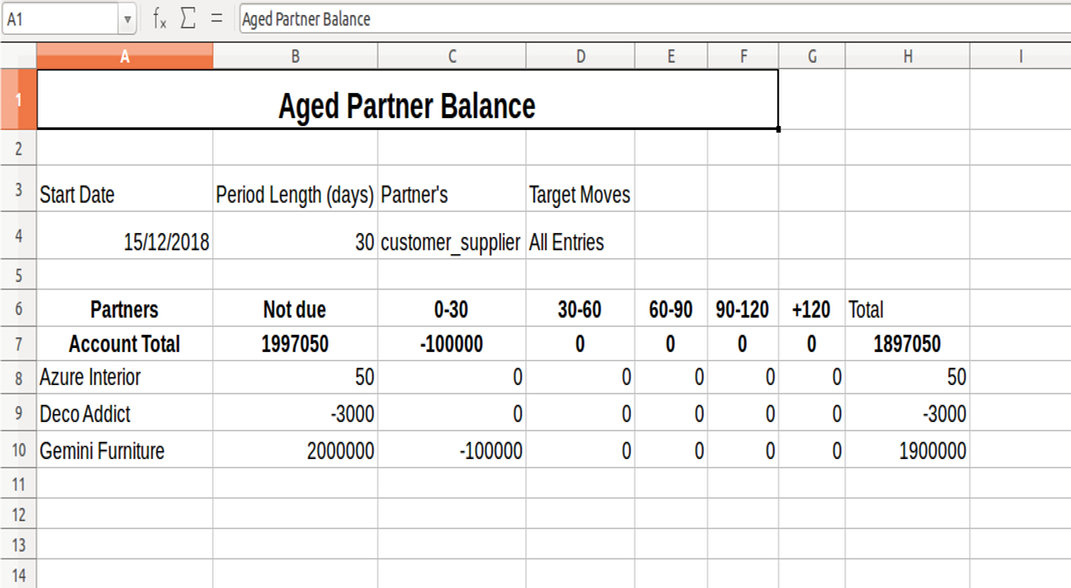 A1 fx Σ = Aged Partner Balance
A B C D E F G H I
1 Aged Partner Balance
2
3 Start Date Period Length (days) Partner's Target Moves
4 15/12/2018 30 customer_supplier All Entries
5
6 Partners Not due 0-30 30-60 60-90 90-120 +120 Total
7 Account Total 1997050 -100000 0 0 0 0 1897050
8 Azure Interior 50 0 0 0 0 0 50
9 Deco Addict -3000 0 0 0 0 0 -3000
10 Gemini Furniture 2000000 -100000 0 0 0 0 1900000
11
12
13
14